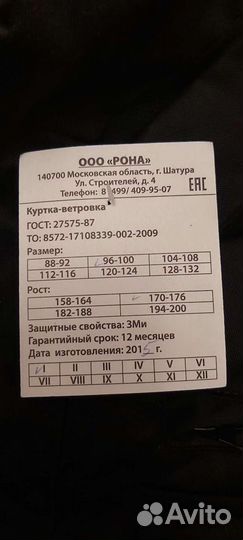 ООО «РОНА»
140700 Московская область, г. Шатура
Ул. Строителей, д. 4
Телефон: 8 499/ 409-95-07
ЕАС
Куртка-ветровка
ГОСТ: 27575-87
ТО: 8572-17108339-002-2009
Размер:
88-92 96-100 104-108
112-116 120-124 128-132
Рост:
158-164 170-176
182-188 194-200
Защитные свойства: ЗМи
Гарантийный срок: 12 месяцев
Дата изготовления: 2015 г.
I II III IV V VI
VII VIII IX X XI XII
Avito